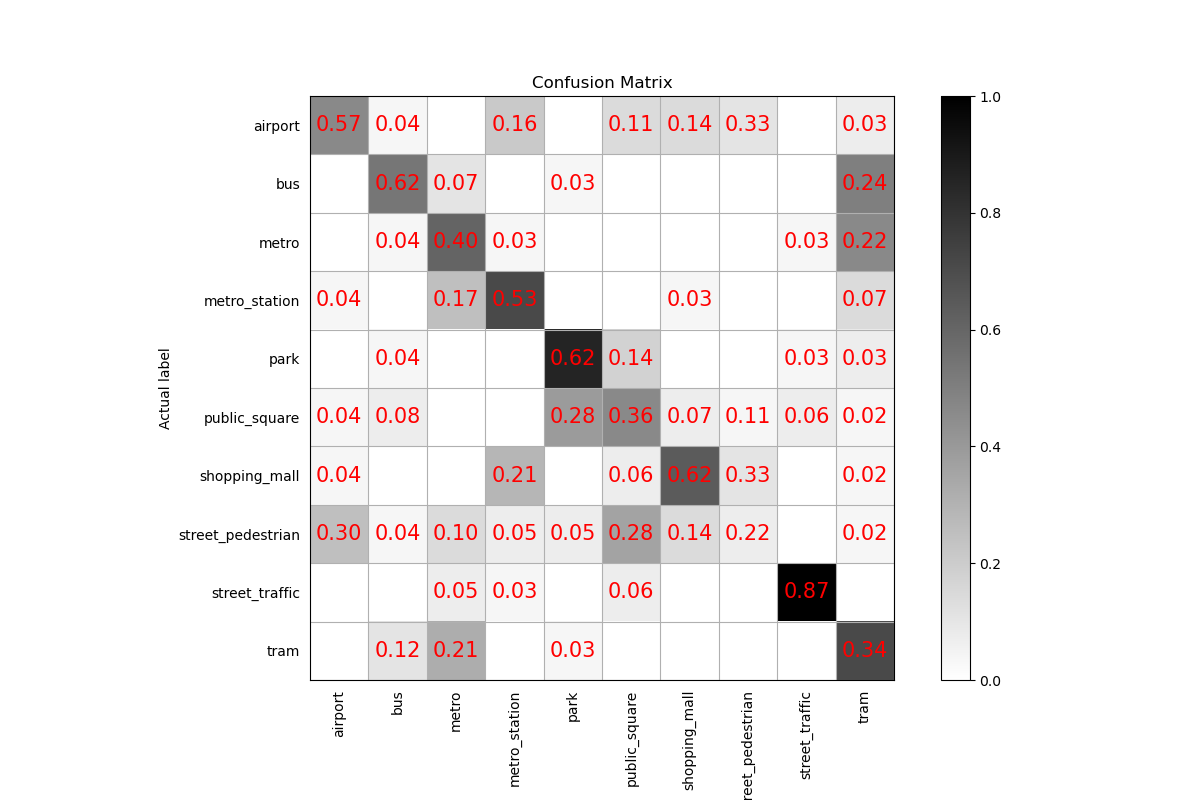 Confusion Matrix
airport 0.57 0.04 0.16 0.11 0.14 0.33 0.03
bus 0.62 0.07 0.03 0.24
metro 0.04 0.40 0.03 0.03 0.22
metro_station 0.04 0.17 0.53 0.03 0.07
park 0.04 0.62 0.14 0.03 0.03
public_square 0.04 0.08 0.28 0.36 0.07 0.11 0.06 0.02
shopping_mall 0.04 0.21 0.06 0.62 0.33 0.02
street_pedestrian 0.30 0.04 0.10 0.05 0.05 0.28 0.14 0.22 0.02
street_traffic 0.05 0.03 0.06 0.87
tram 0.12 0.21 0.03 0.34
Actual label
airport
bus
metro
metro_station
park
public_square
shopping_mall
reet_pedestrian
street_traffic
tram
1.0
0.8
0.6
0.4
0.2
0.0